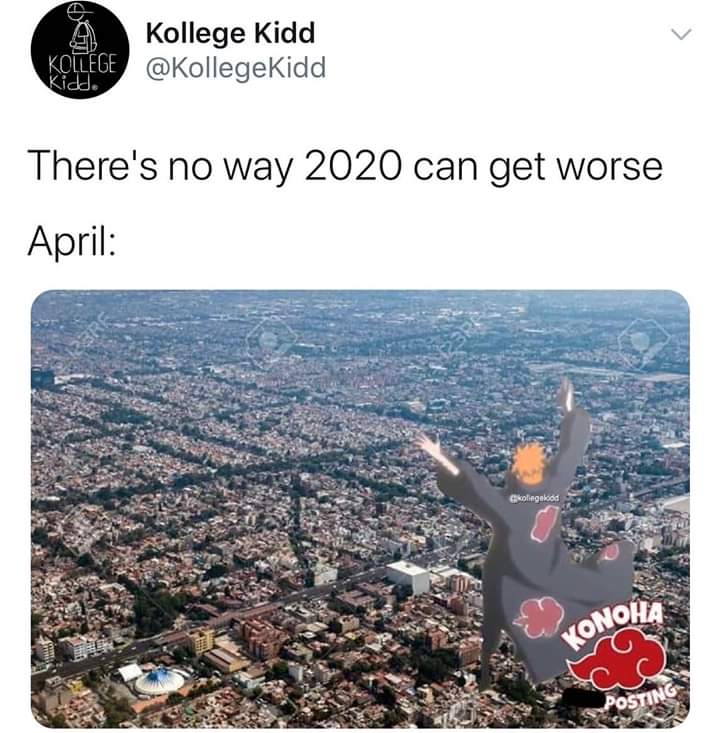 KOLLEGE
Kidd.
Kollege Kidd
@KollegeKidd
There's no way 2020 can get worse
April:
@kollegekidd
KONOHA
POSTING